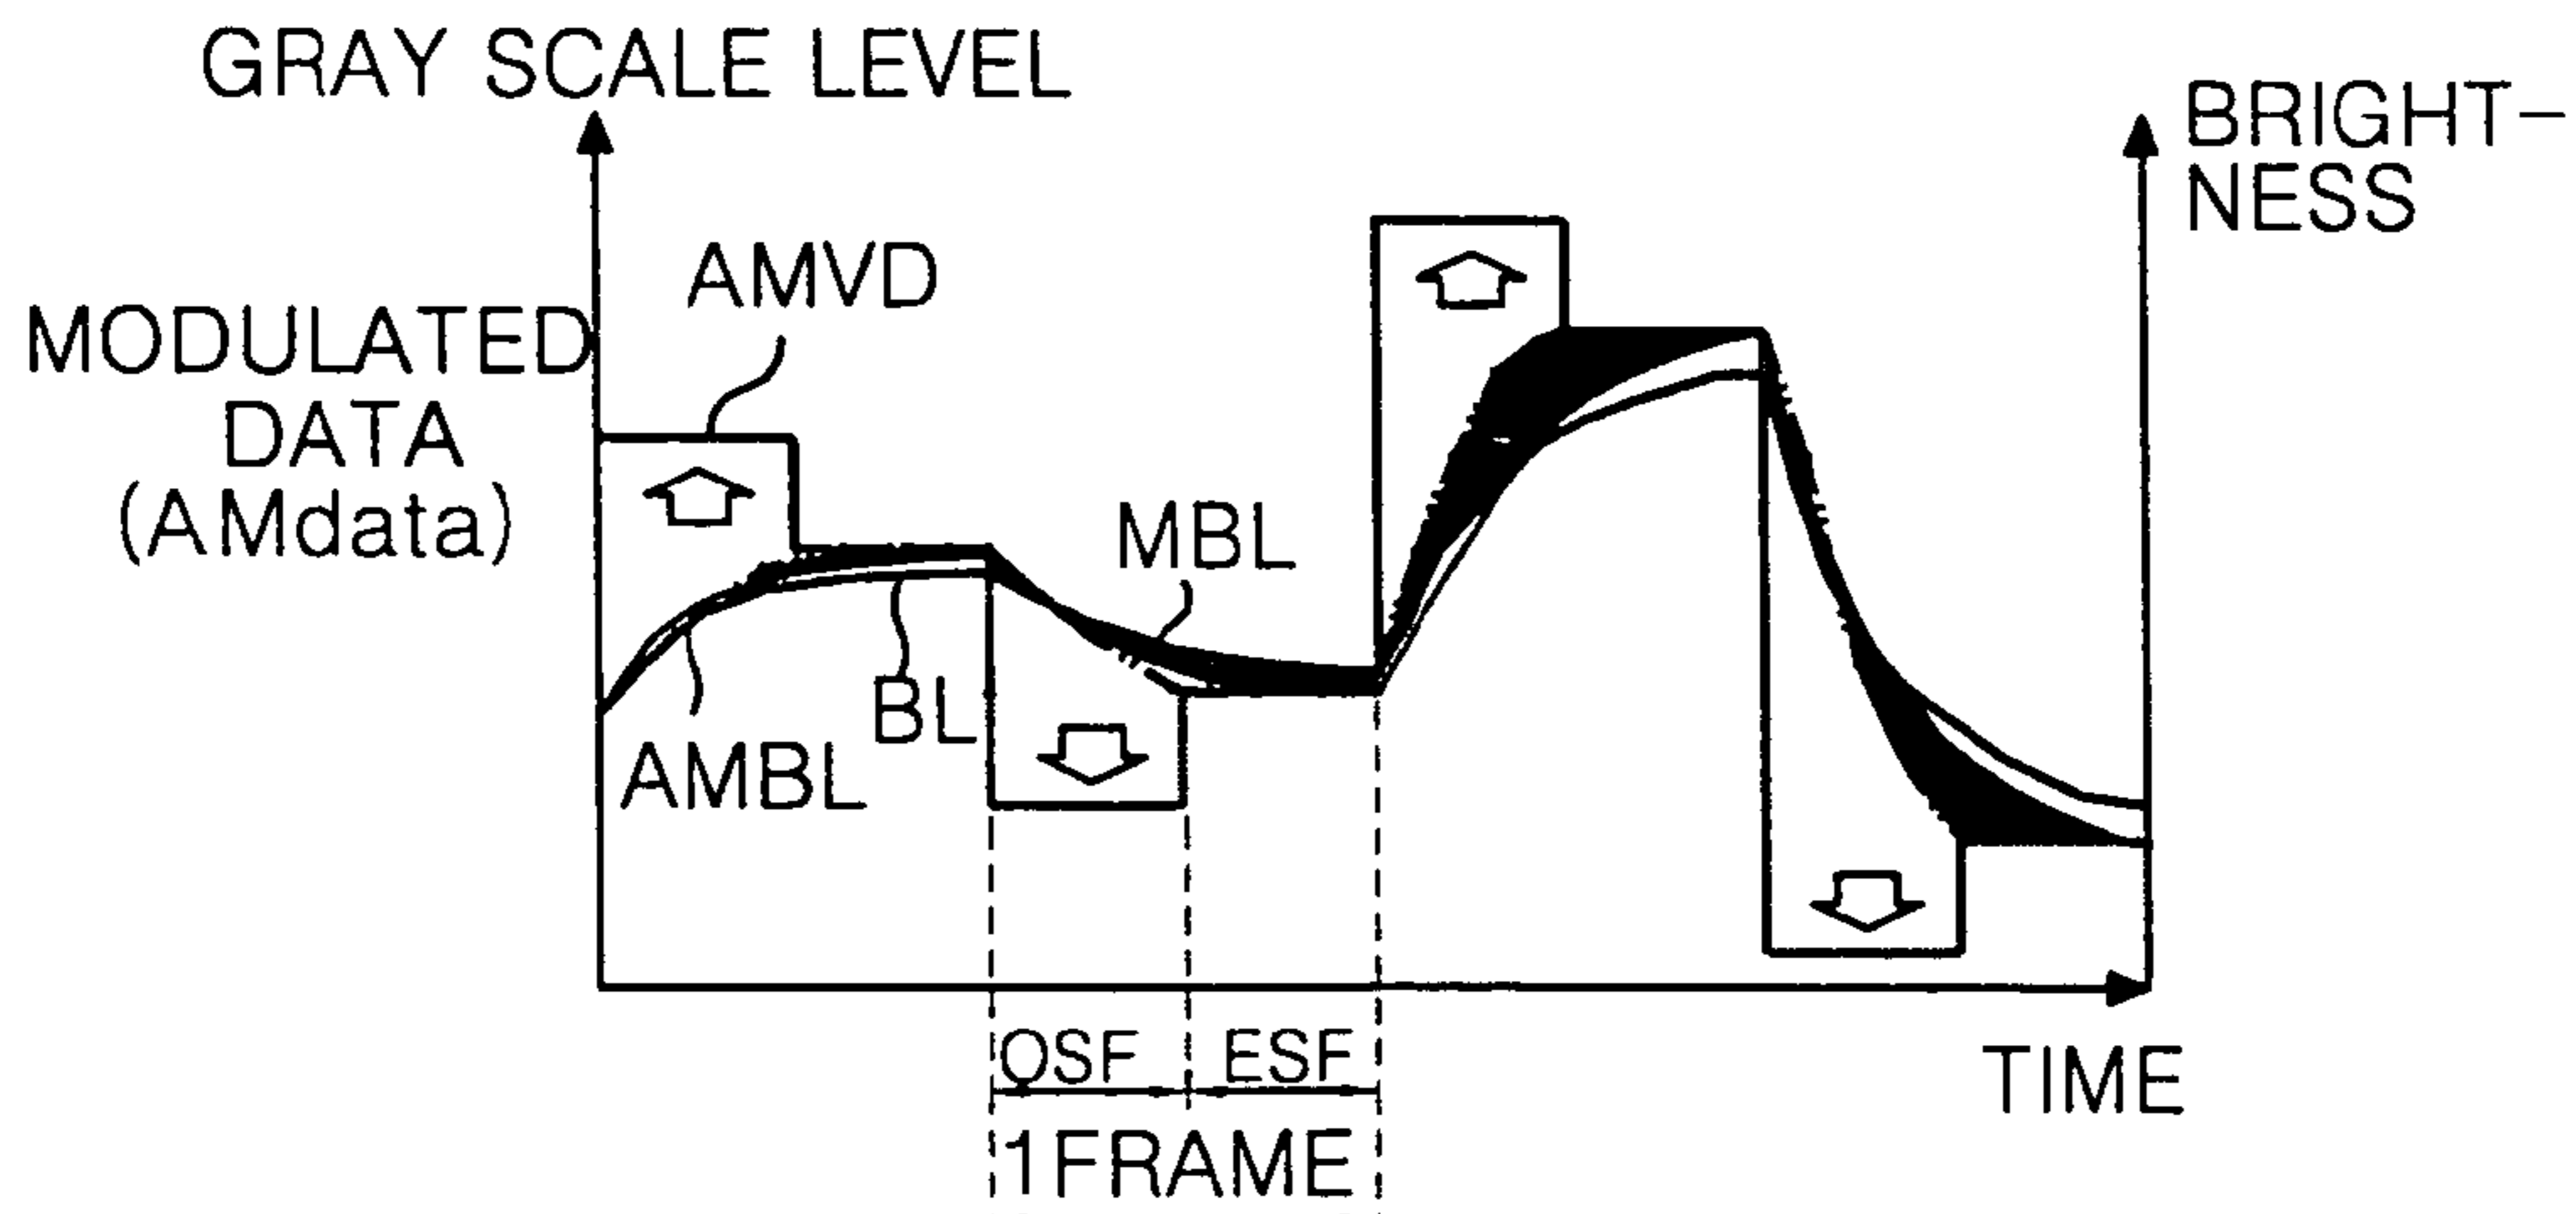 GRAY SCALE LEVEL
BRIGHT-
NESS
AMVD
MODULATED
DATA
(AMdata)
MBL
BL
AMBL
OSF
ESF
TIME
1FRAME